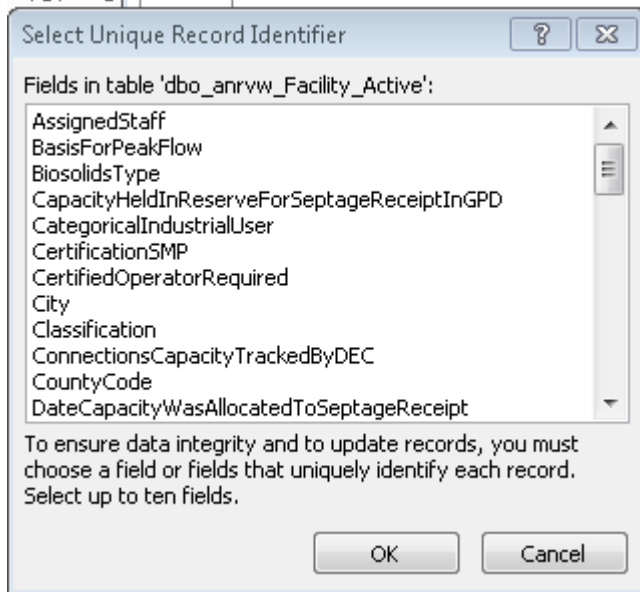 Select Unique Record Identifier
Fields in table 'dbo_anrvw_Facility_Active':
AssignedStaff
BasisForPeakFlow
BiosolidsType
CapacityHeldInReserveForSeptageReceiptInGPD
CategoricalIndustrialUser
CertificationSMP
CertifiedOperatorRequired
City
Classification
ConnectionsCapacityTrackedByDEC
CountyCode
DateCapacityWasAllocatedToSeptageReceipt
To ensure data integrity and to update records, you must
choose a field or fields that uniquely identify each record.
Select up to ten fields.
OK Cancel